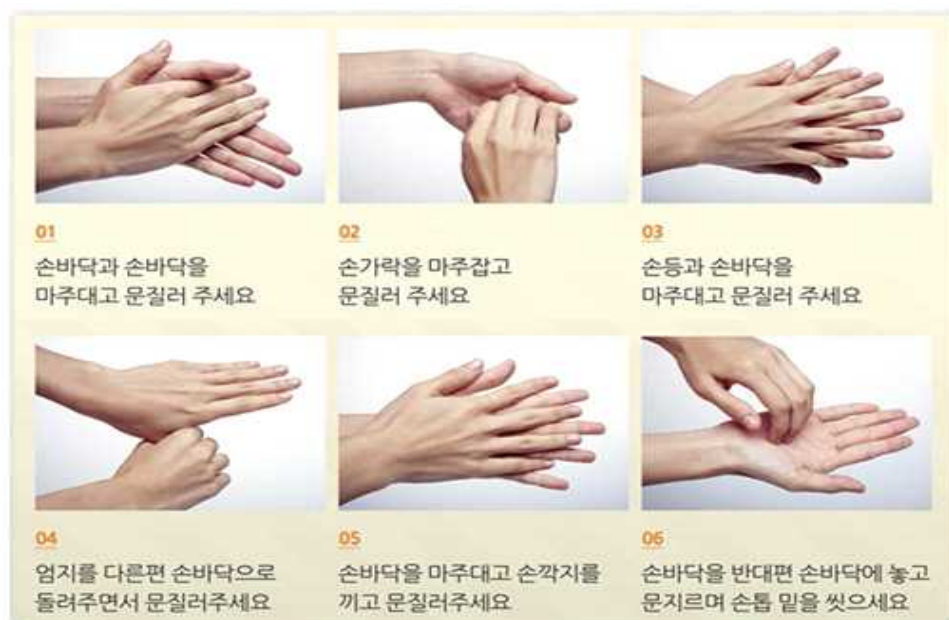 01
손바닥과 손바닥을
마주대고 문질러 주세요
02
손가락을 마주잡고
문질러 주세요
03
손등과 손바닥을
마주대고 문질러 주세요
04
엄지를 다른편 손바닥으로
돌려주면서 문질러주세요
05
손바닥을 마주대고 손깍지를
끼고 문질러주세요
06
손바닥을 반대편 손바닥에 놓고
문지르며 손톱 밑을 씻으세요